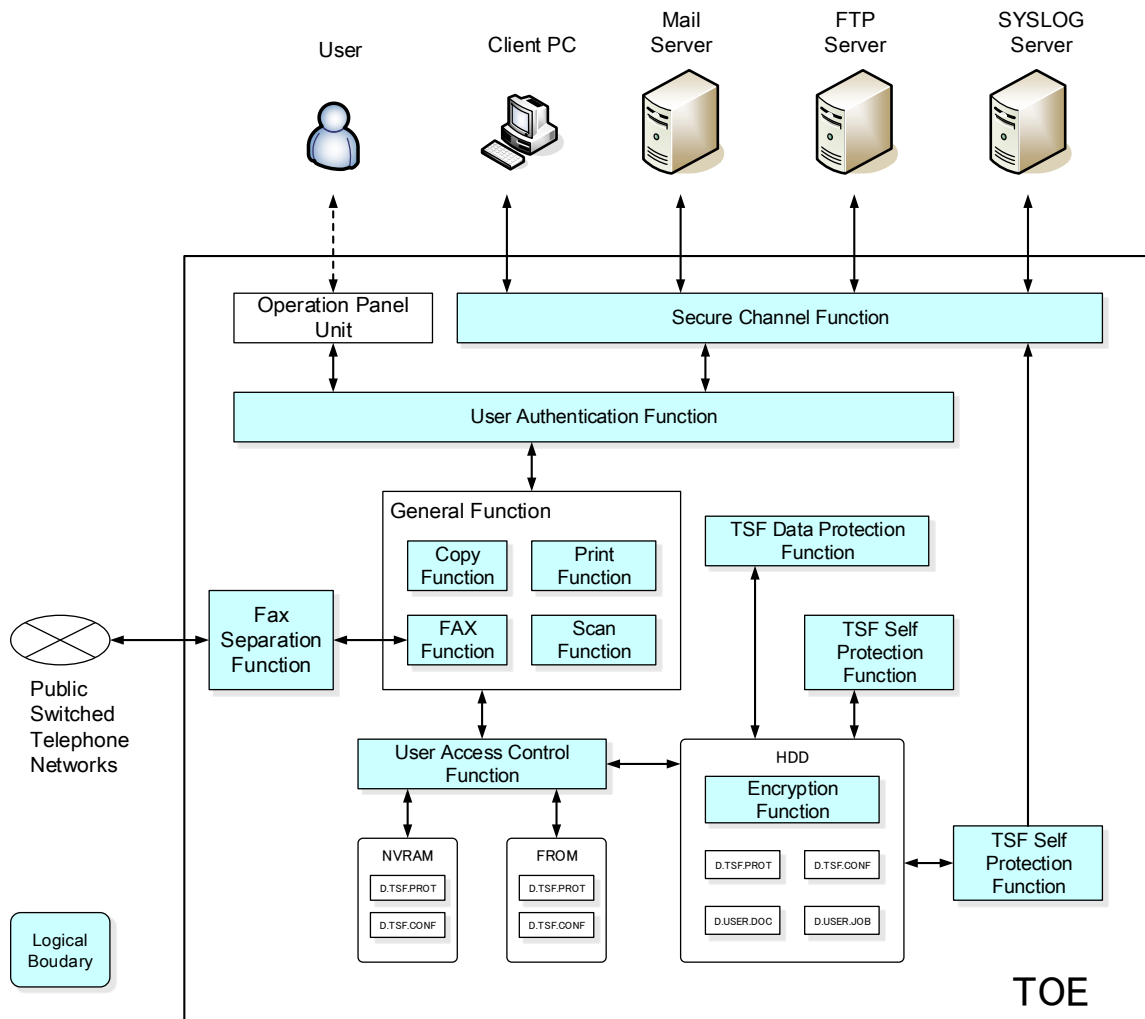 User
Client PC
Mail
Server
FTP
Server
SYSLOG
Server
Operation Panel
Unit
Secure Channel Function
User Authentication Function
General Function
Copy
Function
Print
Function
FAX
Function
Scan
Function
TSF Data Protection
Function
Fax
Separation
Function
TSF Self
Protection
Function
Public
Switched
Telephone
Networks
User Access Control
Function
HDD
Encryption
Function
D.TSF.PROT
D.TSF.CONF
D.USER.DOC
D.USER.JOB
TSF Self
Protection
Function
NVRAM
D.TSF.PROT
D.TSF.CONF
FROM
D.TSF.PROT
D.TSF.CONF
Logical
Boudary
TOE